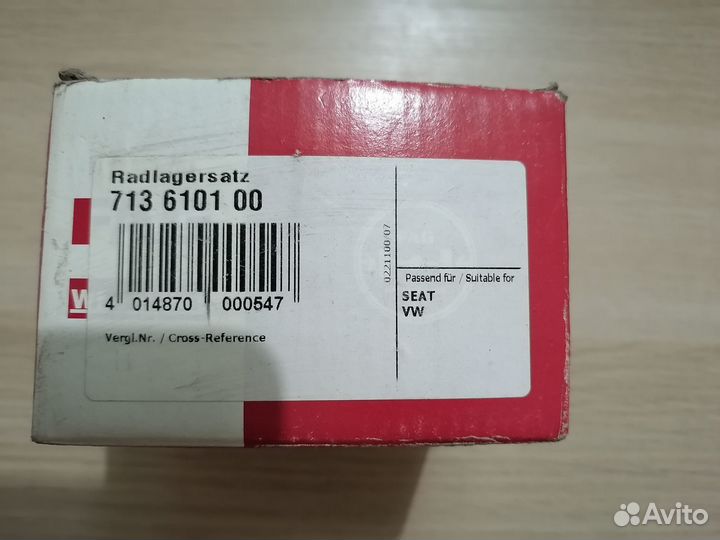 Radlagersatz
713 6101 00
4 014870 000547
Vergl.Nr. / Cross-Reference
0221100/07
Passend für / Suitable for
SEAT
VW
W
Avito